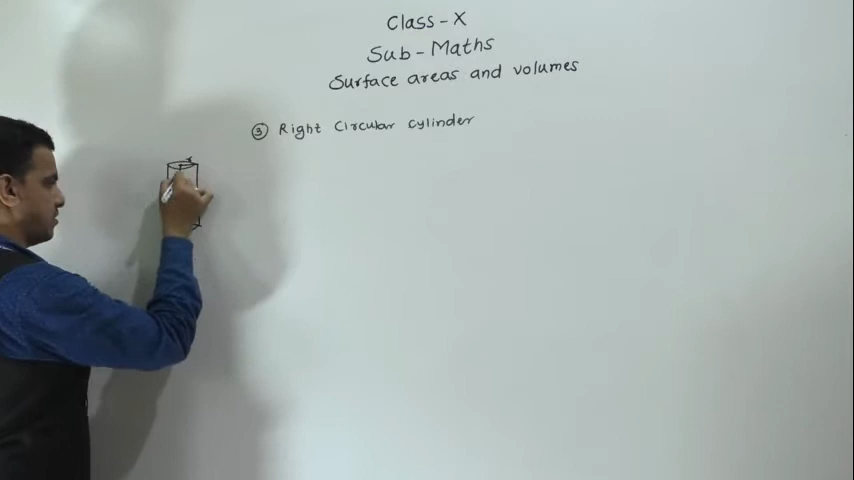 Class - X
Sub - Maths
Surface areas and volumes
③ Right Circular cylinder
r